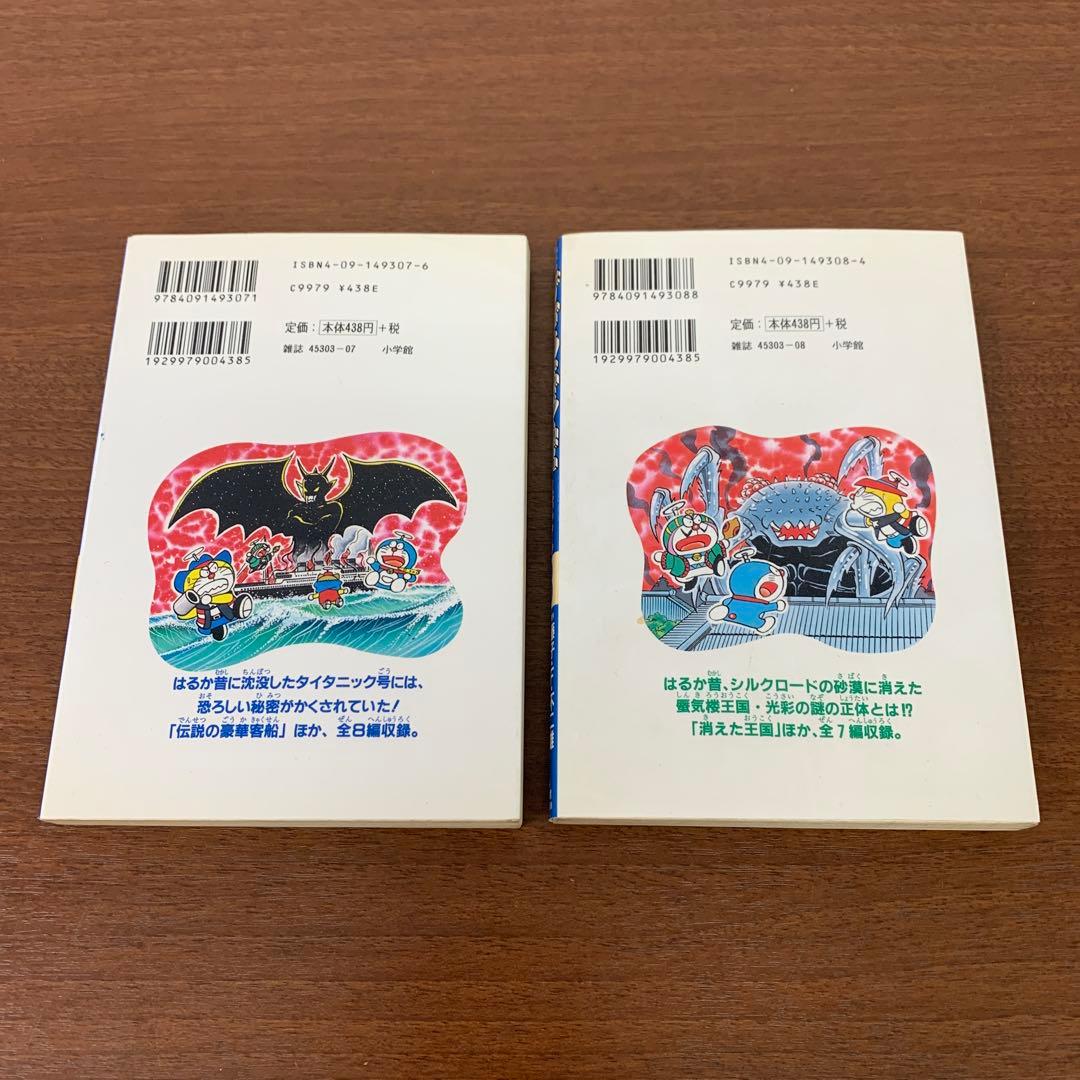 ISBN4-09-149307-6
C9979 ¥438E
9784091493071
定価：本体438円+税
雑誌 45303-07 小学館
1929979004385
はるか昔に沈没したタイタニック号には、
恐ろしい秘密がかくされていた！
「伝説の豪華客船」ほか、全8編収録。
ISBN4-09-149308-4
C9979 ¥438E
9784091493088
定価：本体438円+税
雑誌 45303-08 小学館
1929979004385
はるか昔、シルクロードの砂漠に消えた
蜃気楼王国・光彩の謎の正体とは!?
「消えた王国」ほか、全7編収録。